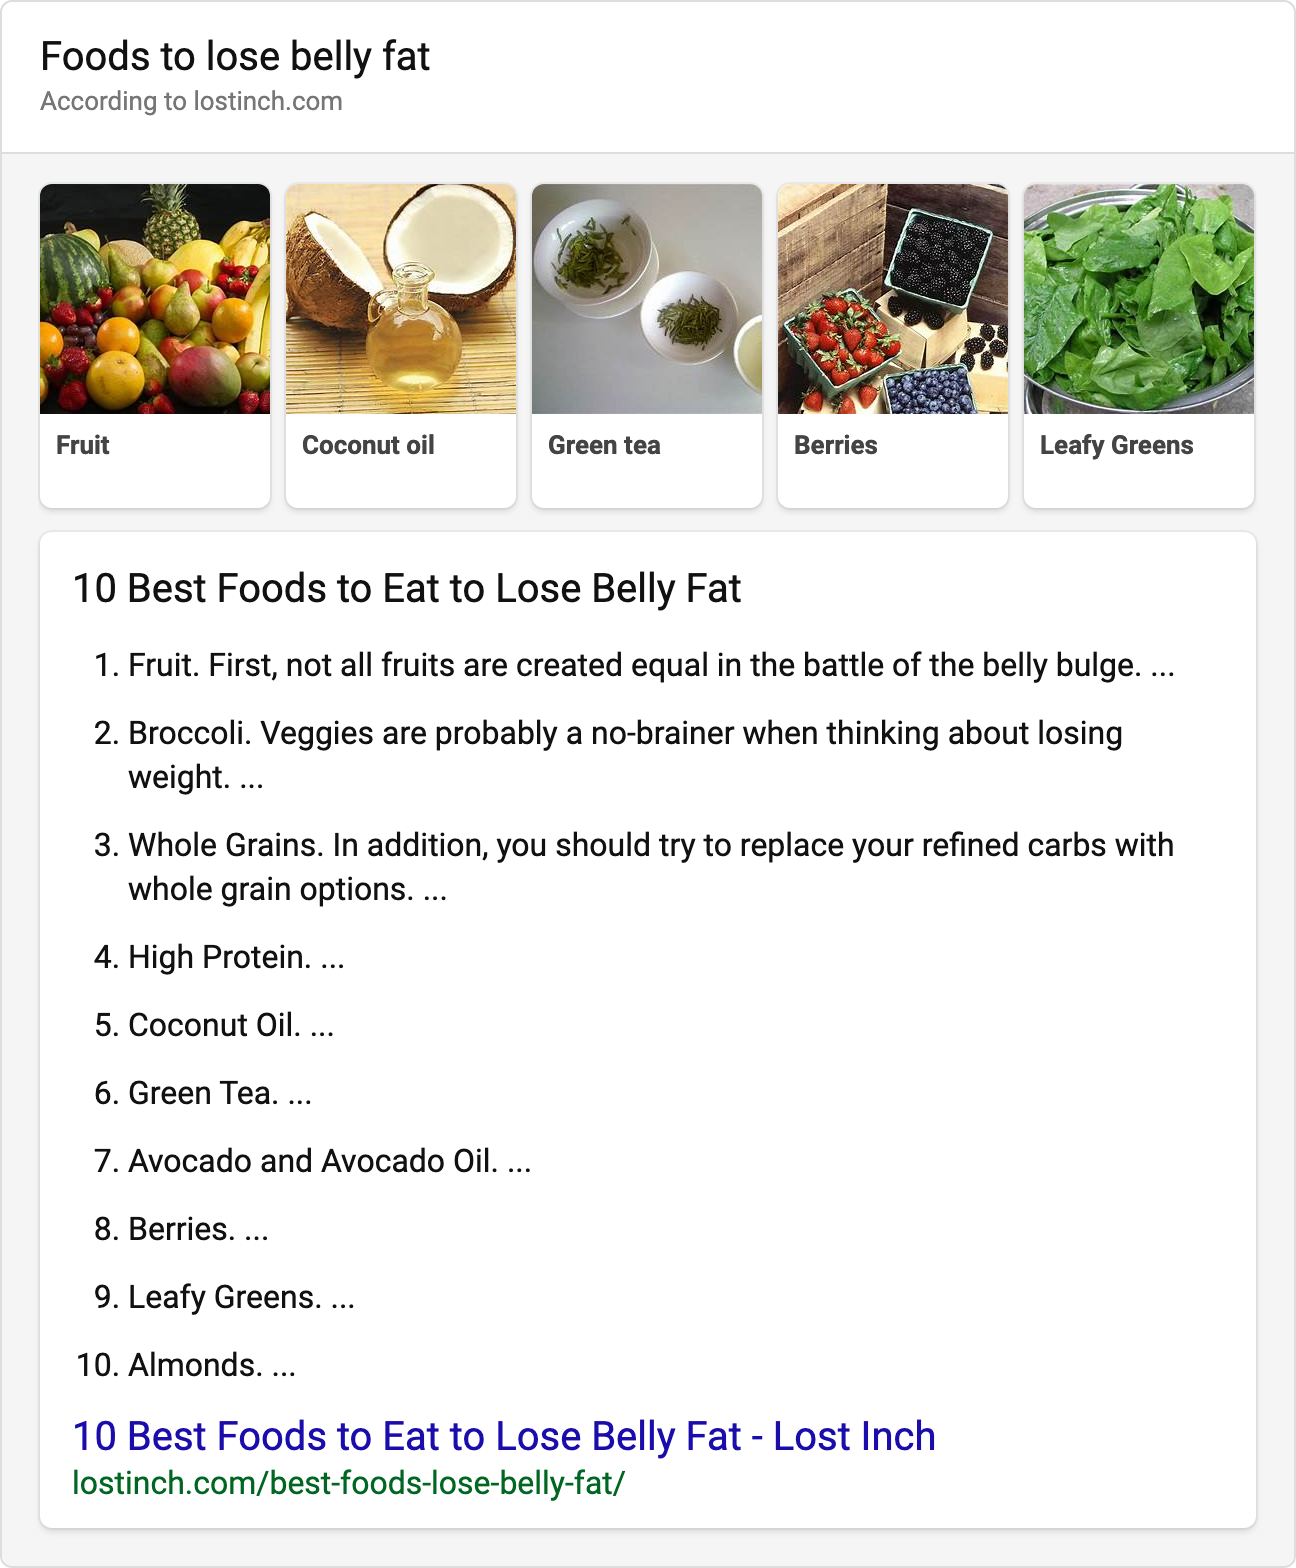 Foods to lose belly fat
According to lostinch.com
Fruit
Coconut oil
Green tea
Berries
Leafy Greens
10 Best Foods to Eat to Lose Belly Fat
1. Fruit. First, not all fruits are created equal in the battle of the belly bulge. ...
2. Broccoli. Veggies are probably a no-brainer when thinking about losing
weight. ...
3. Whole Grains. In addition, you should try to replace your refined carbs with
whole grain options. ...
4. High Protein. ...
5. Coconut Oil. ...
6. Green Tea. ...
7. Avocado and Avocado Oil. ...
8. Berries. ...
9. Leafy Greens. ...
10. Almonds. ...
10 Best Foods to Eat to Lose Belly Fat - Lost Inch
lostinch.com/best-foods-lose-belly-fat/